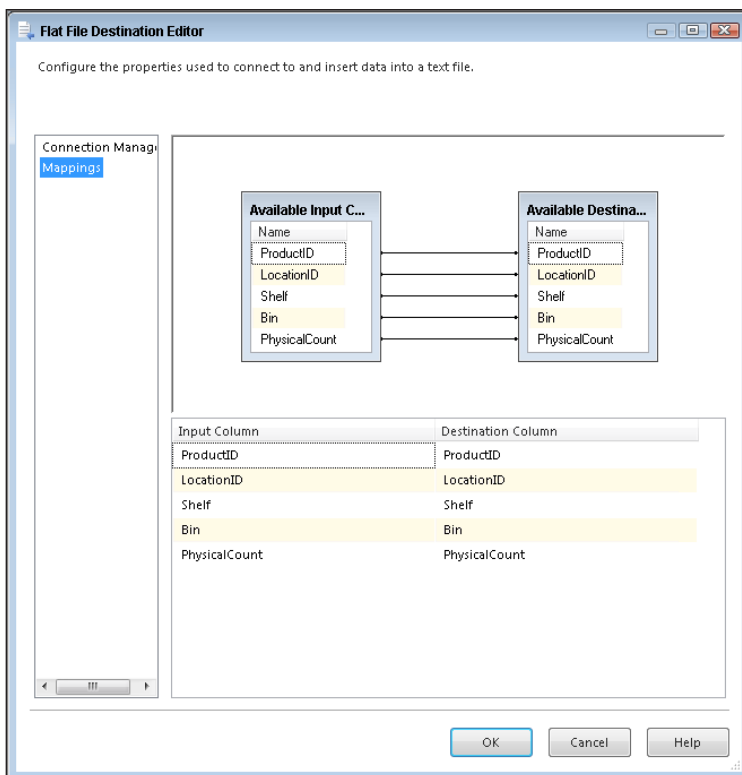 Flat File Destination Editor
Configure the properties used to connect to and insert data into a text file.
Connection Manag
Mappings
Available Input C...
Name
ProductID
LocationID
Shelf
Bin
PhysicalCount
Available Destina...
Name
ProductID
LocationID
Shelf
Bin
PhysicalCount
Input Column Destination Column
ProductID ProductID
LocationID LocationID
Shelf Shelf
Bin Bin
PhysicalCount PhysicalCount
OK Cancel Help